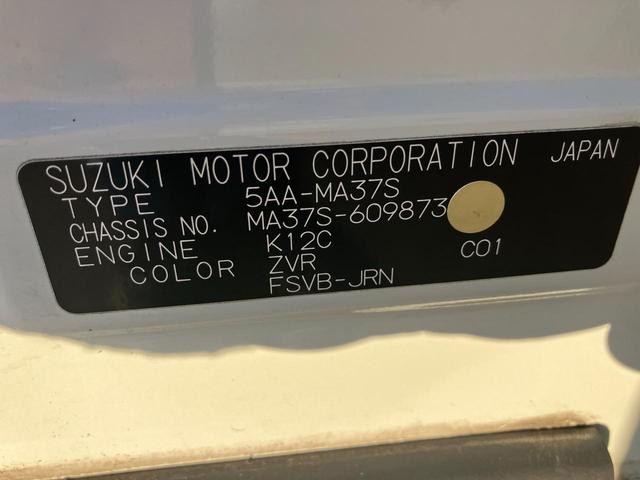 SUZUKI MOTOR CORPORATION JAPAN
TYPE 5AA-MA37S
CHASSIS NO. MA37S-609873
ENGINE K12C
COLOR ZVR C01
FSVB-JRN